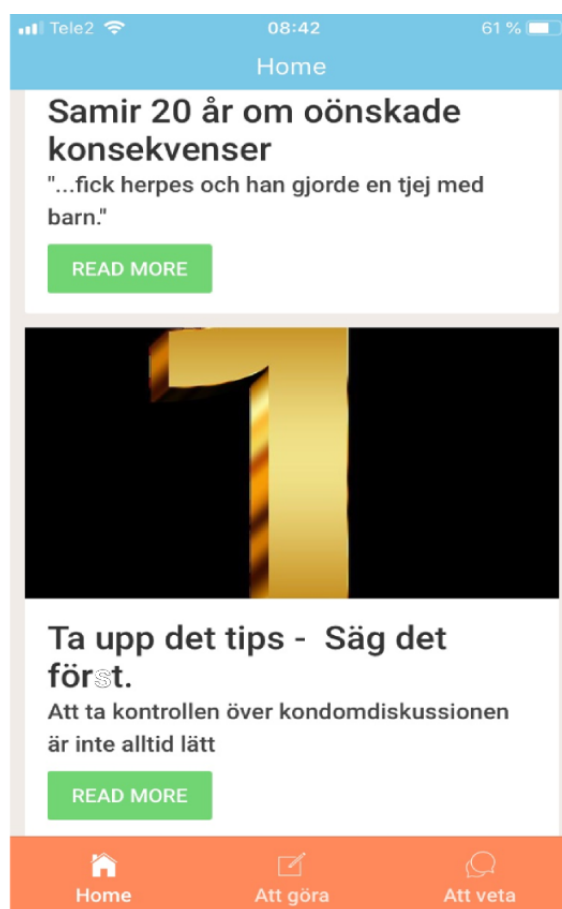 Tele2 08:42 61 %
Home
Samir 20 år om oönskade
konsekvenser
"...fick herpes och han gjorde en tjej med
barn."
READ MORE
1
Ta upp det tips - Säg det
först.
Att ta kontrollen över kondomdiskussionen
är inte alltid lätt
READ MORE
Home Att göra Att veta